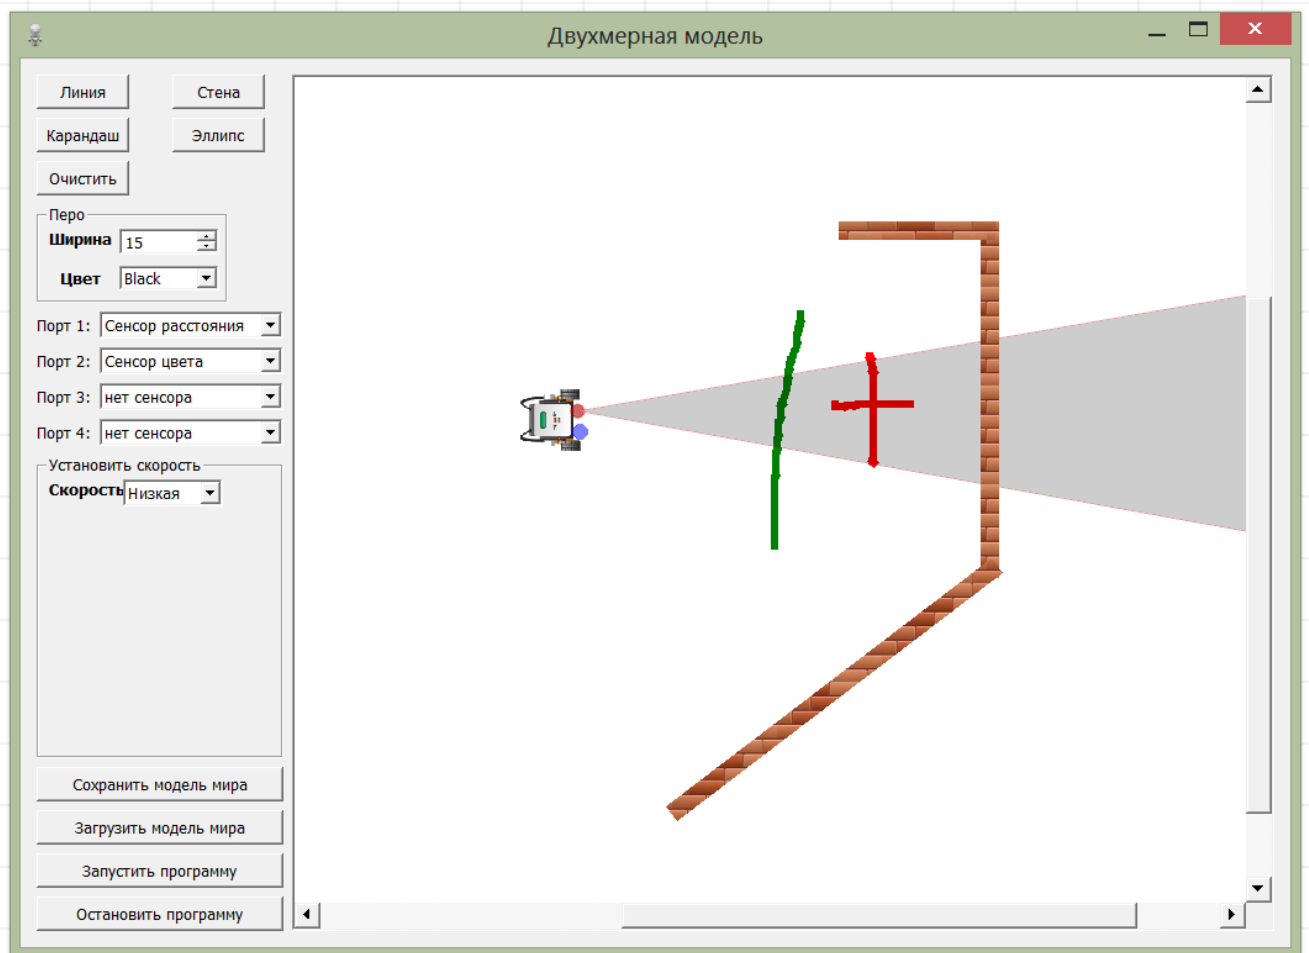 Двухмерная модель
Линия
Стена
Карандаш
Эллипс
Очистить
Перо
Ширина 15
Цвет Black
Порт 1: Сенсор расстояния
Порт 2: Сенсор цвета
Порт 3: нет сенсора
Порт 4: нет сенсора
Установить скорость
Скорость Низкая
Сохранить модель мира
Загрузить модель мира
Запустить программу
Остановить программу